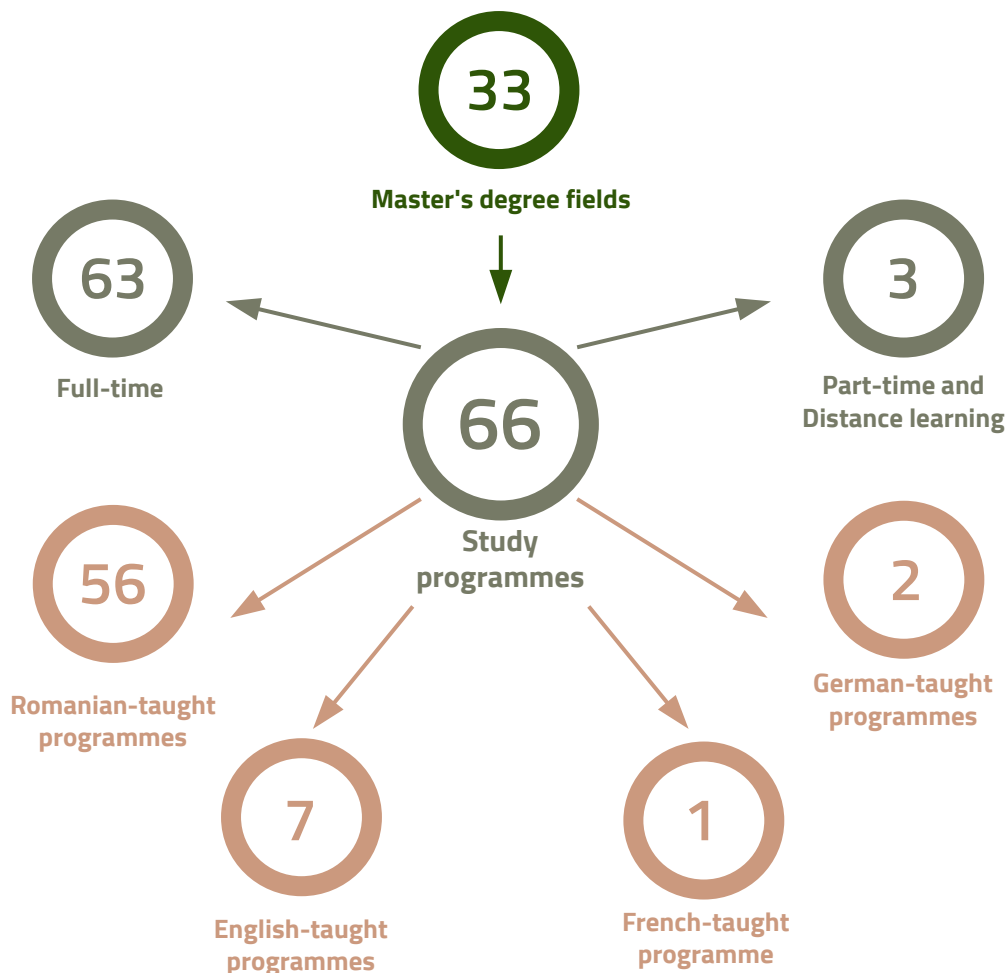 33
Master's degree fields
63
Full-time
3
Part-time and
Distance learning
66
Study
programmes
56
Romanian-taught
programmes
2
German-taught
programmes
7
English-taught
programmes
1
French-taught
programme